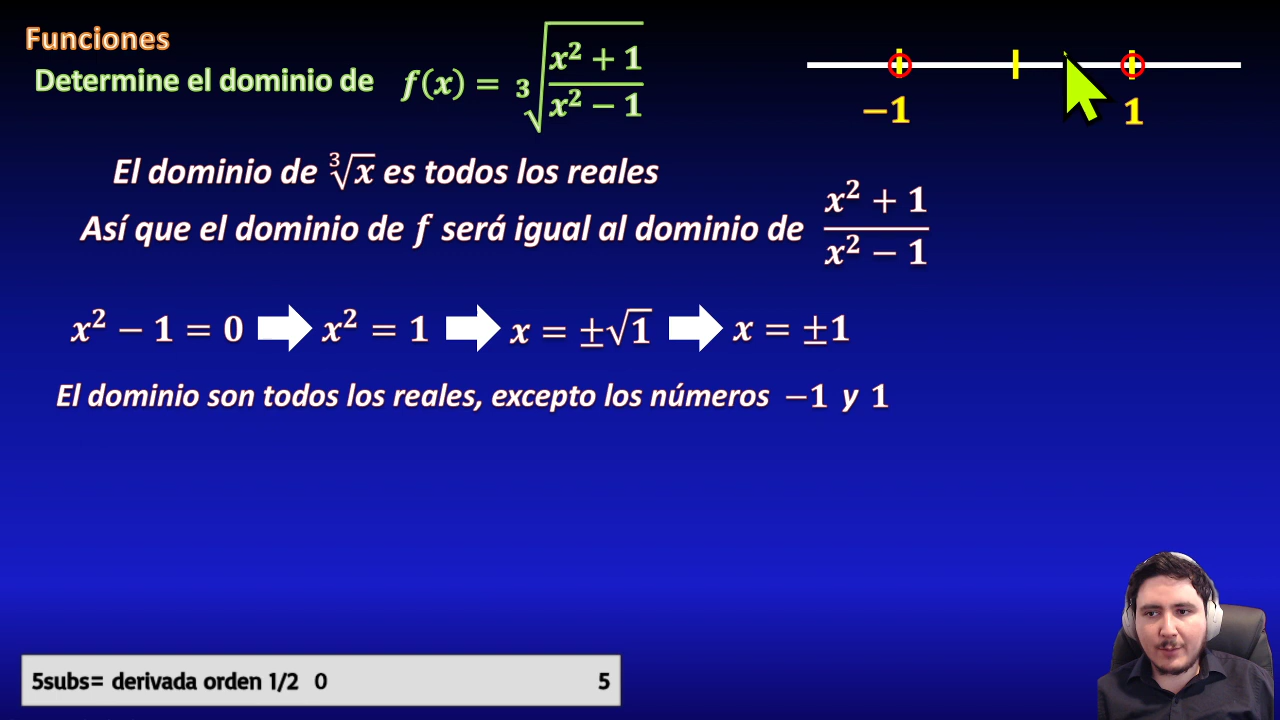 Funciones
Determine el dominio de f(x) = ∛((x² + 1)/(x² − 1))
−1 1
El dominio de ∛x es todos los reales
Así que el dominio de f será igual al dominio de (x² + 1)/(x² − 1)
x² − 1 = 0 ➡ x² = 1 ➡ x = ±√1 ➡ x = ±1
El dominio son todos los reales, excepto los números −1 y 1
5subs= derivada orden 1/2 0 5